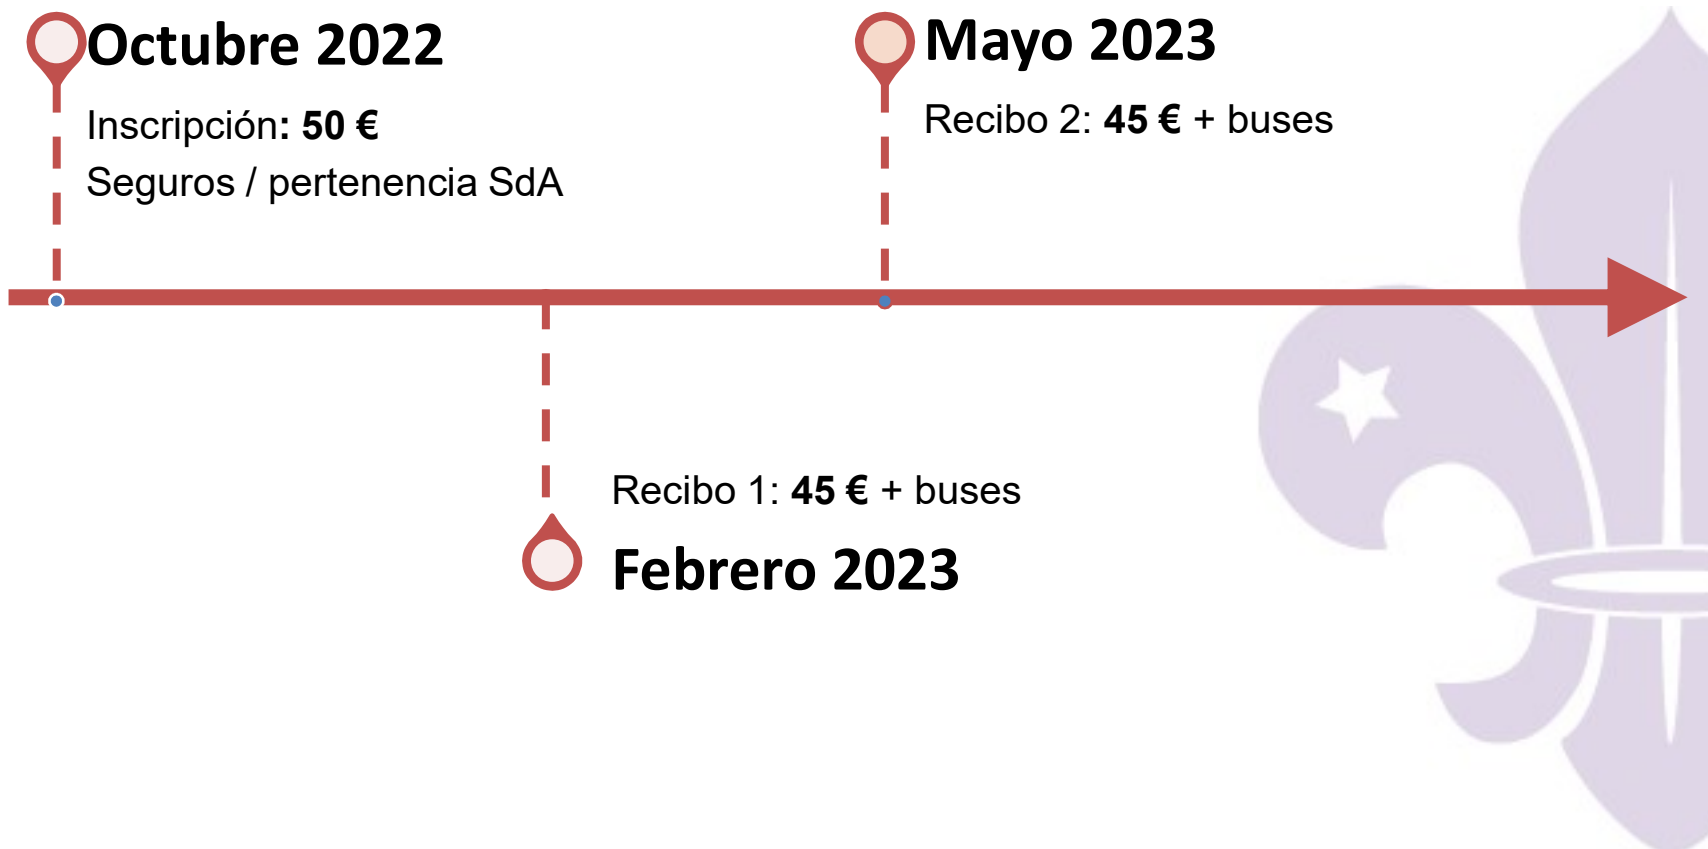 Octubre 2022
Inscripción: 50 €
Seguros / pertenencia SdA
Mayo 2023
Recibo 2: 45 € + buses
Recibo 1: 45 € + buses
Febrero 2023